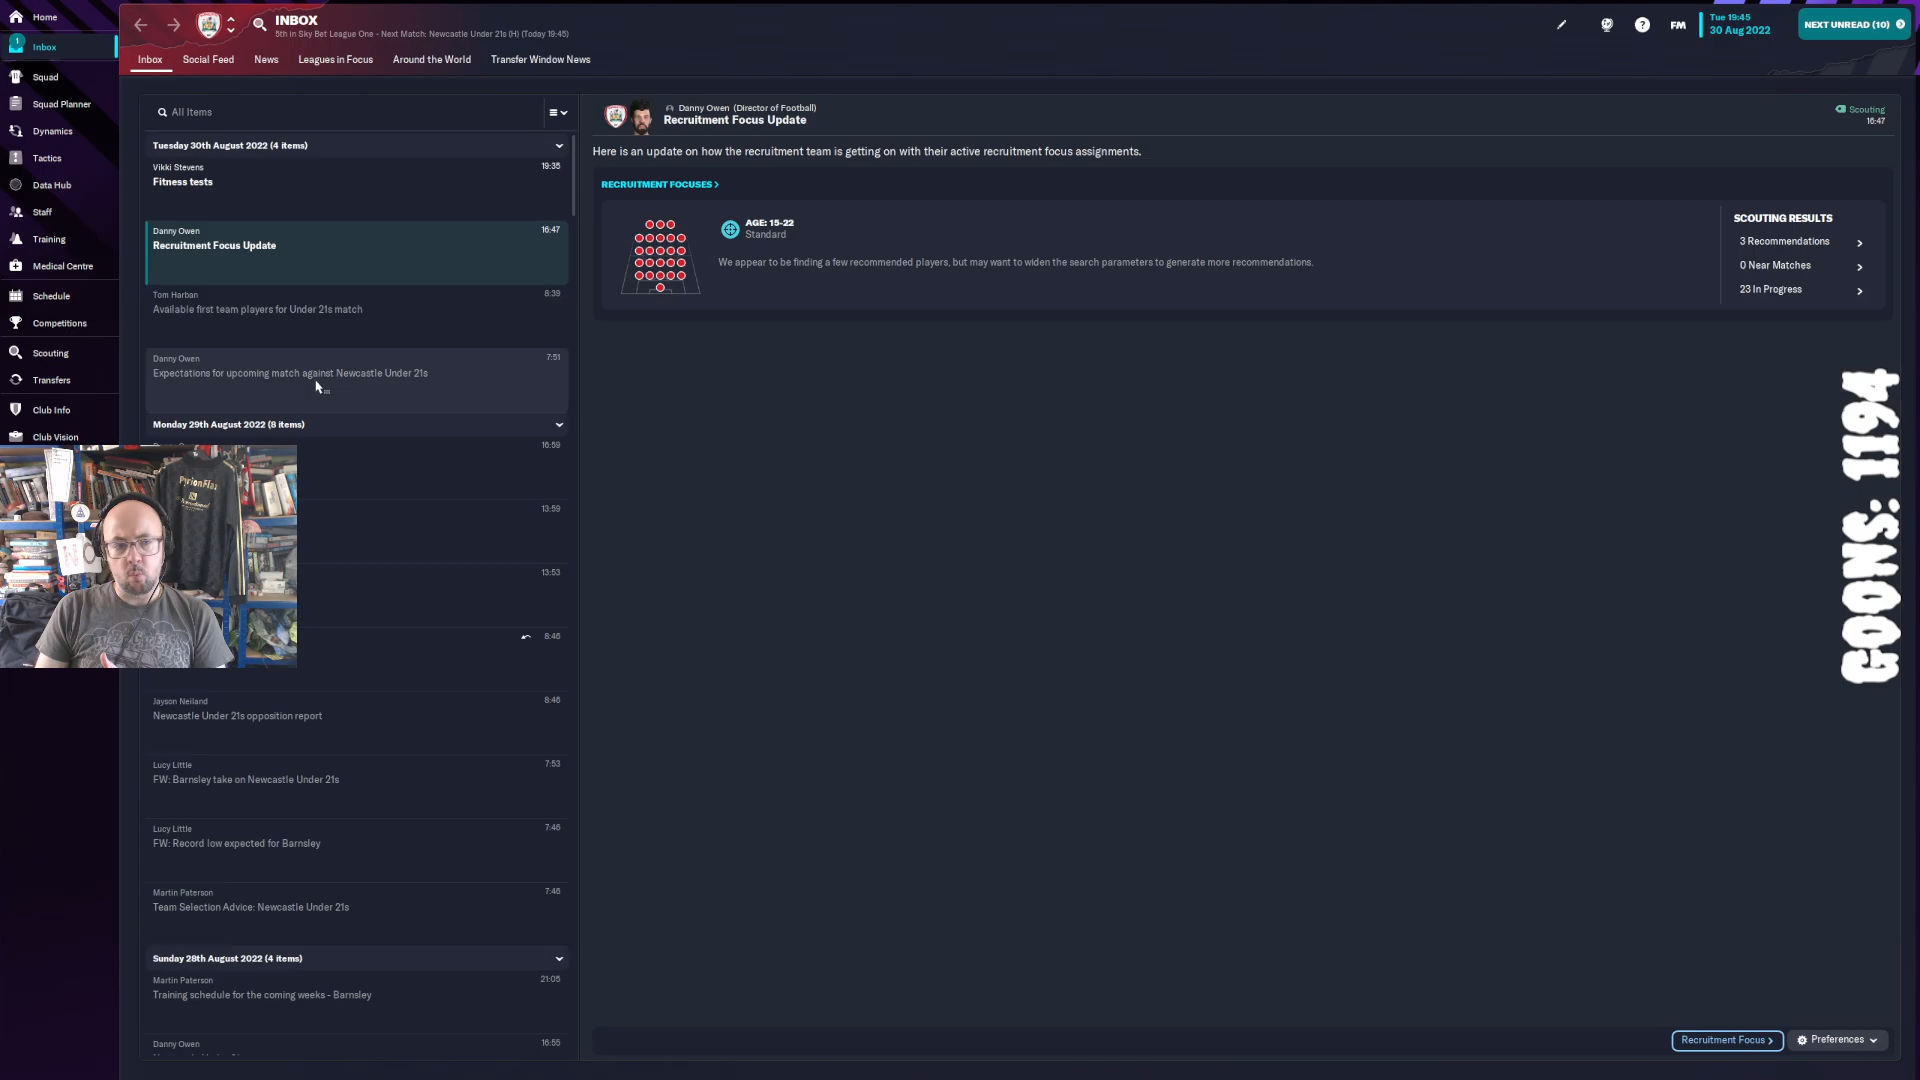 Home
1
Inbox
Squad
Squad Planner
Dynamics
Tactics
Data Hub
Staff
Training
Medical Centre
Schedule
Competitions
Scouting
Transfers
Club Info
Club Vision
INBOX
5th in Sky Bet League One - Next Match: Newcastle Under 21s (H) (Today 19:45)
FM
Tue 19:45
30 Aug 2022
NEXT UNREAD (10)
Inbox
Social Feed
News
Leagues in Focus
Around the World
Transfer Window News
All Items
Tuesday 30th August 2022 (4 items)
Vikki Stevens
19:35
Fitness tests
Danny Owen
16:47
Recruitment Focus Update
Tom Harban
8:39
Available first team players for Under 21s match
Danny Owen
7:51
Expectations for upcoming match against Newcastle Under 21s
Monday 29th August 2022 (8 items)
16:59
13:59
13:53
8:46
Jayson Neiland
8:46
Newcastle Under 21s opposition report
Lucy Little
7:53
FW: Barnsley take on Newcastle Under 21s
Lucy Little
7:46
FW: Record low expected for Barnsley
Martin Paterson
7:46
Team Selection Advice: Newcastle Under 21s
Sunday 28th August 2022 (4 items)
Martin Paterson
21:05
Training schedule for the coming weeks - Barnsley
Danny Owen
16:55
Danny Owen (Director of Football)
Recruitment Focus Update
Scouting
16:47
Here is an update on how the recruitment team is getting on with their active recruitment focus assignments.
RECRUITMENT FOCUSES >
AGE: 15-22
Standard
We appear to be finding a few recommended players, but may want to widen the search parameters to generate more recommendations.
SCOUTING RESULTS
3 Recommendations
0 Near Matches
23 In Progress
Recruitment Focus >
Preferences
GOONS: 1194
PyrionFlax